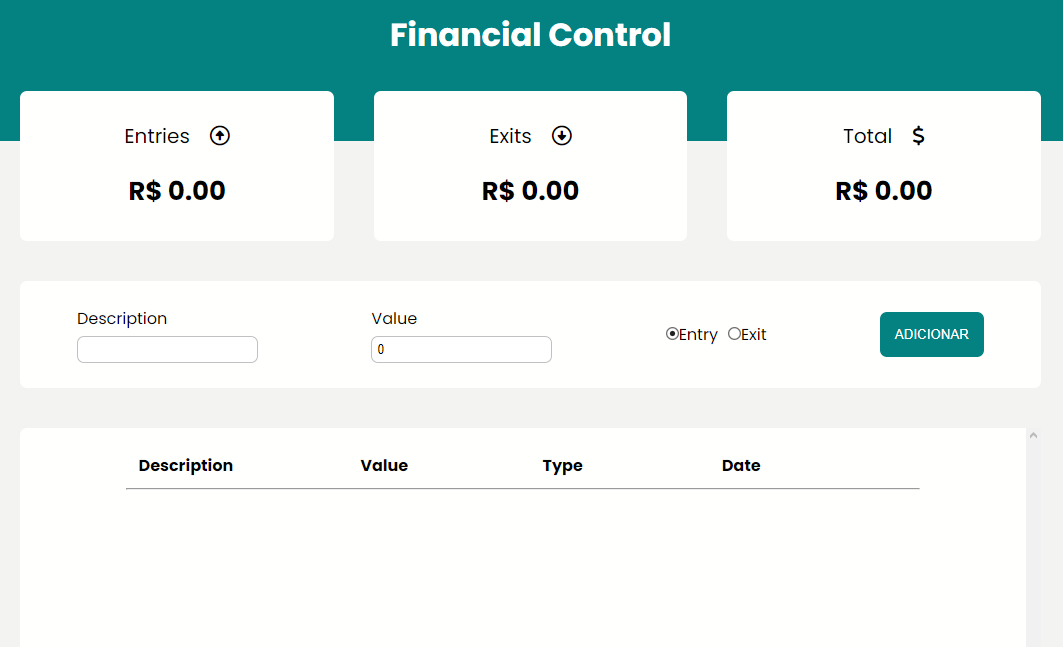 Financial Control
Entries
Exits
Total $
R$ 0.00
R$ 0.00
R$ 0.00
Description
Value
0
Entry
Exit
ADICIONAR
Description Value Type Date